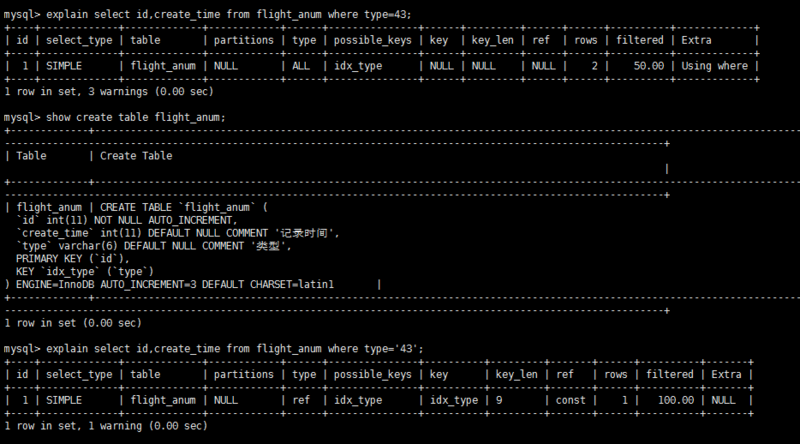 mysql> explain select id,create_time from flight_anum where type=43;
+----+-------------+-------------+------------+------+---------------+------+---------+------+------+----------+-------------+
| id | select_type | table       | partitions | type | possible_keys | key  | key_len | ref  | rows | filtered | Extra       |
+----+-------------+-------------+------------+------+---------------+------+---------+------+------+----------+-------------+
|  1 | SIMPLE      | flight_anum | NULL       | ALL  | idx_type      | NULL | NULL    | NULL |    2 |    50.00 | Using where |
+----+-------------+-------------+------------+------+---------------+------+---------+------+------+----------+-------------+
1 row in set, 3 warnings (0.00 sec)
mysql> show create table flight_anum;
| Table       | Create Table
|
| flight_anum | CREATE TABLE `flight_anum` (
`id` int(11) NOT NULL AUTO_INCREMENT,
`create_time` int(11) DEFAULT NULL COMMENT '记录时间',
`type` varchar(6) DEFAULT NULL COMMENT '类型',
PRIMARY KEY (`id`),
KEY `idx_type` (`type`)
) ENGINE=InnoDB AUTO_INCREMENT=3 DEFAULT CHARSET=latin1       |
1 row in set (0.00 sec)
mysql> explain select id,create_time from flight_anum where type='43';
+----+-------------+-------------+------------+------+---------------+----------+---------+-------+------+----------+-------+
| id | select_type | table       | partitions | type | possible_keys | key      | key_len | ref   | rows | filtered | Extra |
+----+-------------+-------------+------------+------+---------------+----------+---------+-------+------+----------+-------+
|  1 | SIMPLE      | flight_anum | NULL       | ref  | idx_type      | idx_type | 9       | const |    1 |   100.00 | NULL  |
+----+-------------+-------------+------------+------+---------------+----------+---------+-------+------+----------+-------+
1 row in set, 1 warning (0.00 sec)